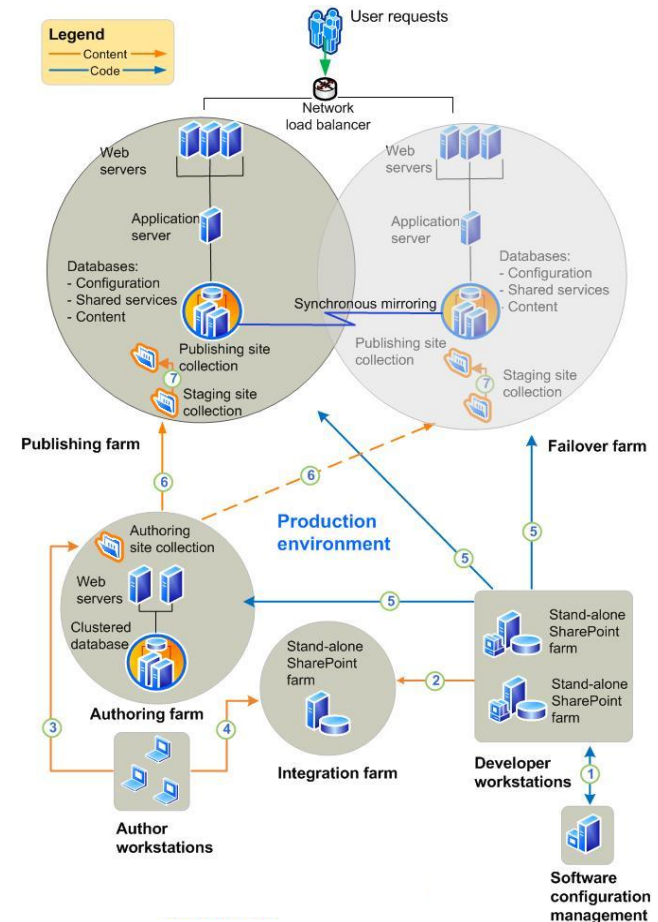 User requests
Legend
Content
Code
Network
load balancer
Web
servers
Application
server
Databases:
- Configuration
- Shared services
- Content
Publishing site
collection
7
Staging site
collection
Synchronous mirroring
Web
servers
Application
server
Databases:
- Configuration
- Shared services
- Content
Publishing site
collection
7
Staging site
collection
Publishing farm
Failover farm
6
6
Production
environment
5
5
5
Authoring
site collection
Web
servers
Clustered
database
Authoring farm
Stand-alone
SharePoint
farm
Integration farm
2
Stand-alone
SharePoint
farm
Stand-alone
SharePoint
farm
Developer
workstations
3
4
Author
workstations
1
Software
configuration
management